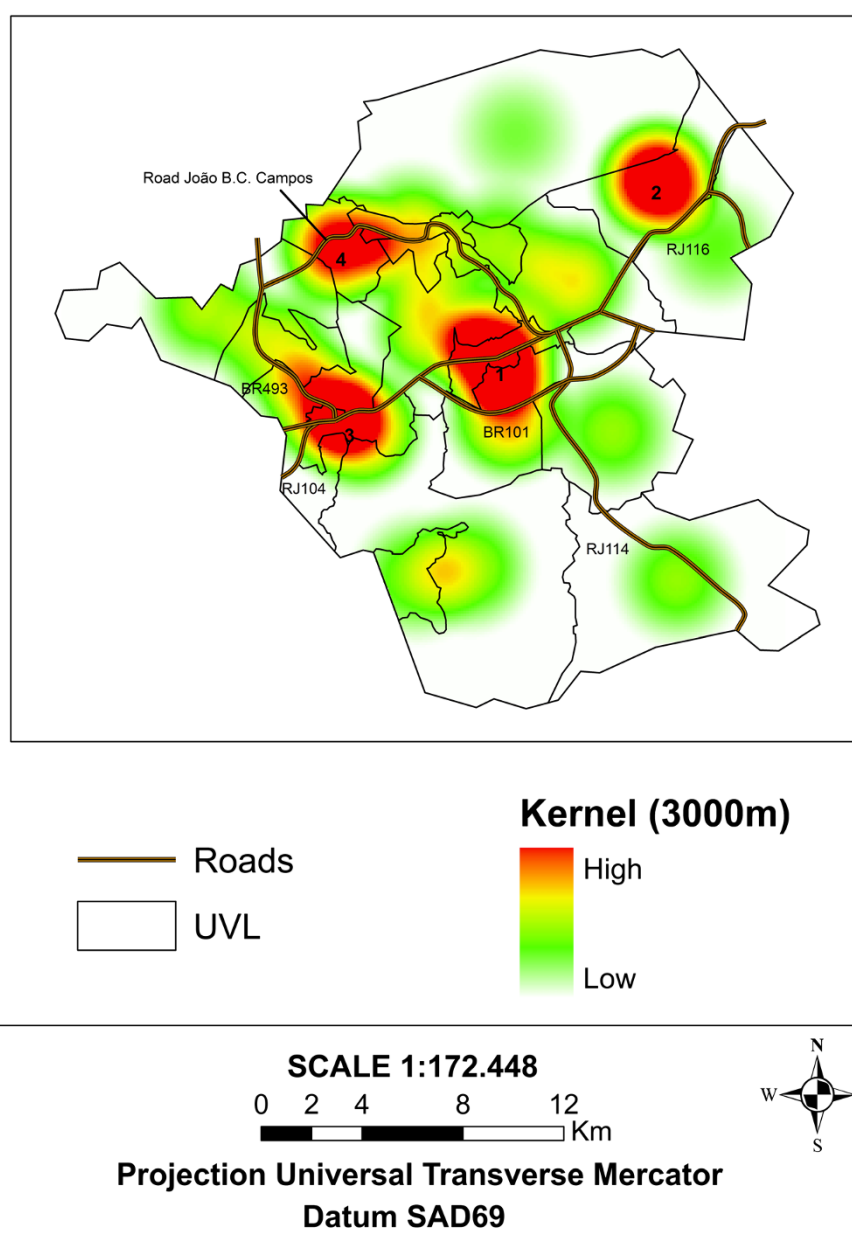 Road João B.C. Campos
2
RJ116
4
1
BR493
BR101
3
RJ104
RJ114
Kernel (3000m)
Roads
High
UVL
Low
SCALE 1:172.448
0 2 4 8 12
Km
N
W
S
Projection Universal Transverse Mercator
Datum SAD69